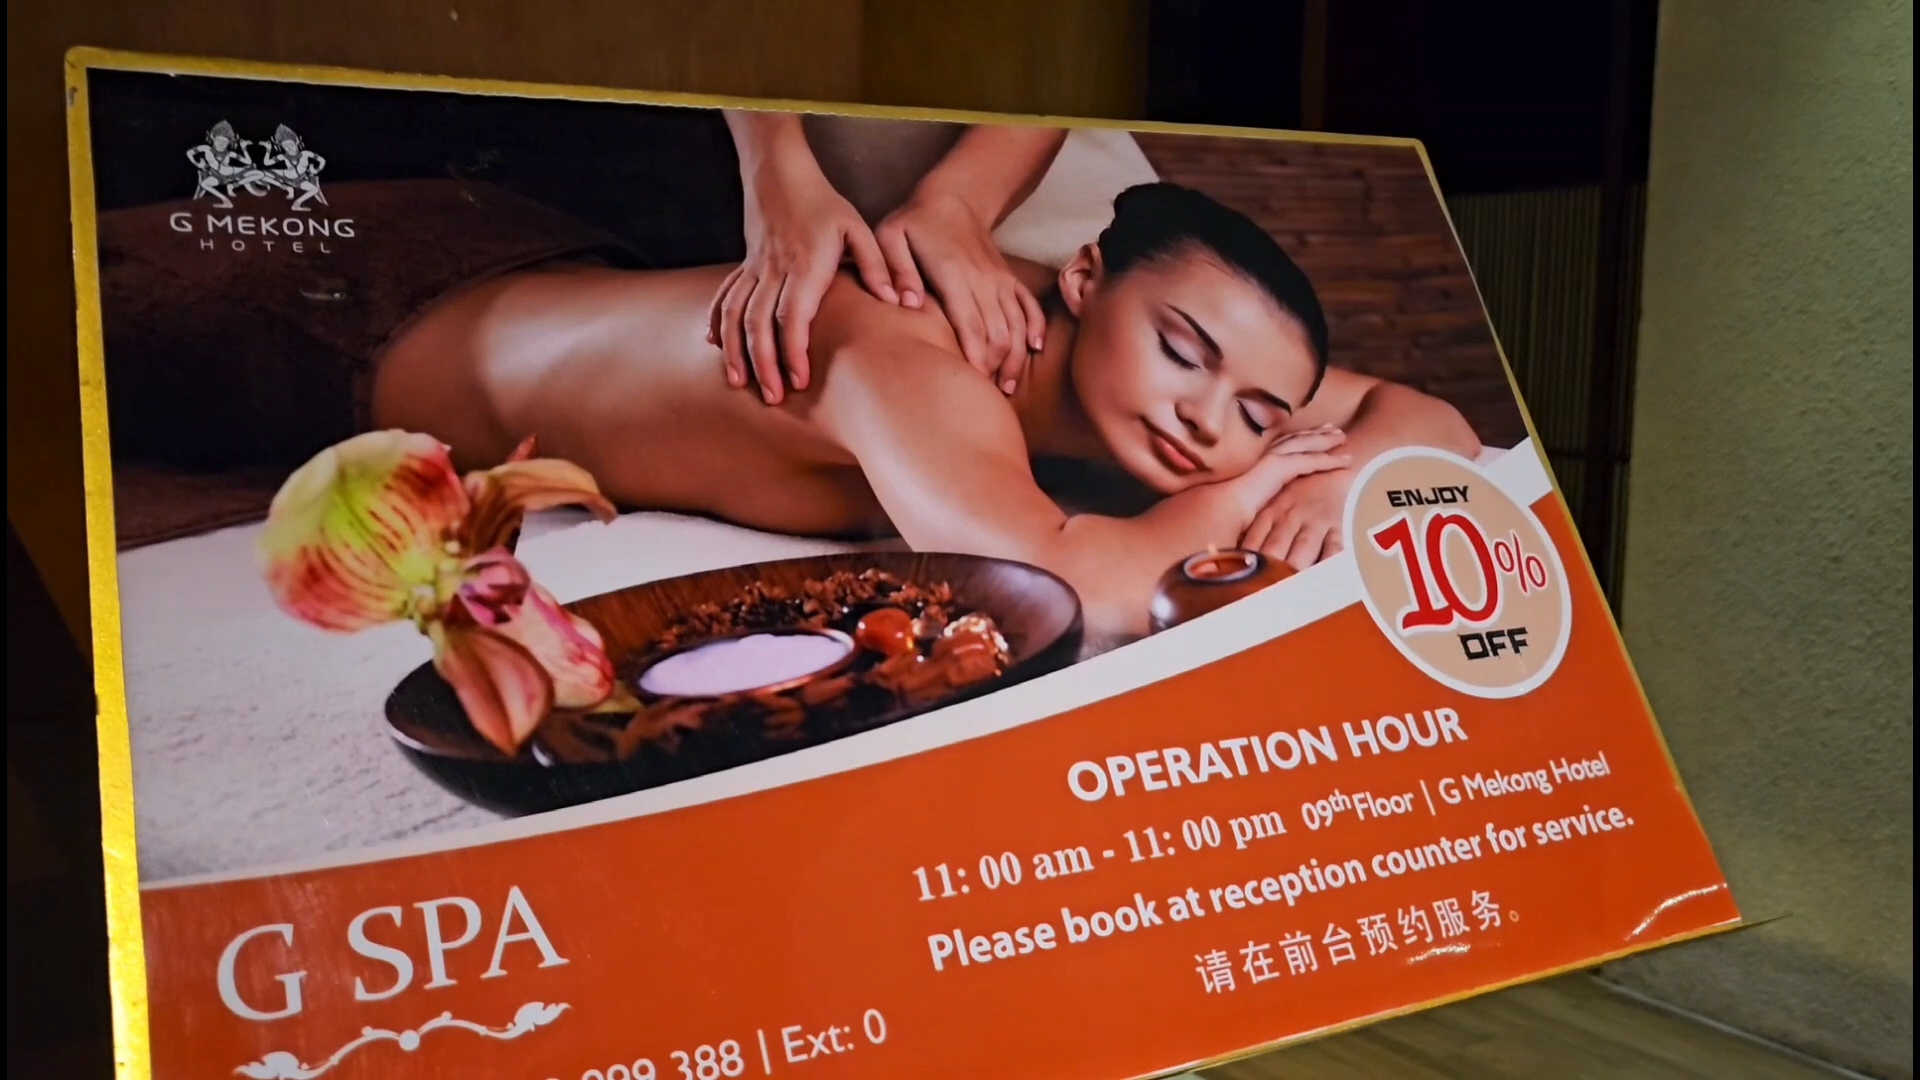 G MEKONG
HOTEL
ENJOY
10%
OFF
OPERATION HOUR
11: 00 am - 11: 00 pm 09th Floor | G Mekong Hotel
Please book at reception counter for service.
请在前台预约服务。
G SPA
388 | Ext: 0